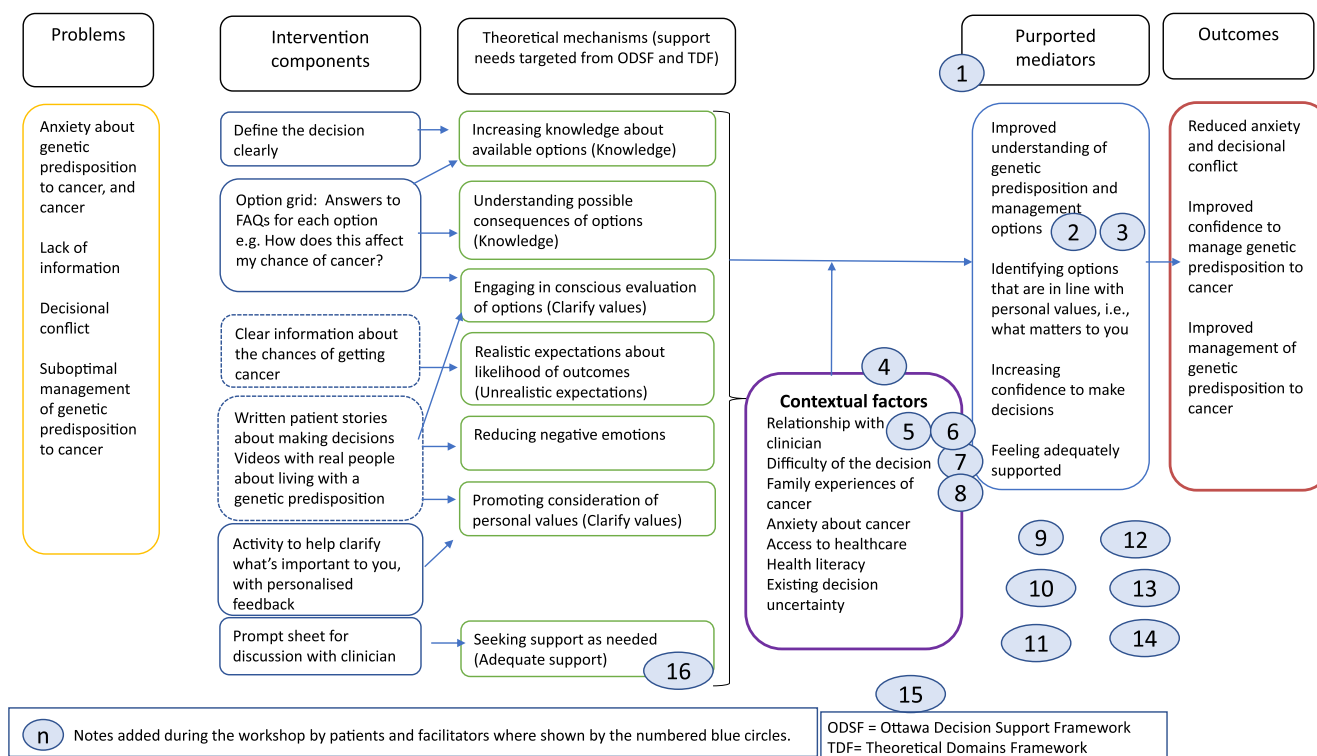 Problems
Intervention
components
Theoretical mechanisms (support
needs targeted from ODSF and TDF)
Purported
mediators
1
Outcomes
Anxiety about
genetic
predisposition
to cancer, and
cancer
Lack of
information
Decisional
conflict
Suboptimal
management
of genetic
predisposition
to cancer
Define the decision
clearly
Option grid:  Answers to
FAQs for each option
e.g. How does this affect
my chance of cancer?
Clear information about
the chances of getting
cancer
Written patient stories
about making decisions
Videos with real people
about living with a
genetic predisposition
Activity to help clarify
what's important to you,
with personalised
feedback
Prompt sheet for
discussion with clinician
Increasing knowledge about
available options (Knowledge)
Understanding possible
consequences of options
(Knowledge)
Engaging in conscious evaluation
of options (Clarify values)
Realistic expectations about
likelihood of outcomes
(Unrealistic expectations)
Reducing negative emotions
Promoting consideration of
personal values (Clarify values)
Seeking support as needed
(Adequate support)
16
4
Contextual factors
Relationship with
clinician
5
6
Difficulty of the decision
7
Family experiences of
cancer
8
Anxiety about cancer
Access to healthcare
Health literacy
Existing decision
uncertainty
Improved
understanding of
genetic
predisposition and
management
options
2
3
Identifying options
that are in line with
personal values, i.e.,
what matters to you
Increasing
confidence to make
decisions
Feeling adequately
supported
Reduced anxiety
and decisional
conflict
Improved
confidence to
manage genetic
predisposition to
cancer
Improved
management of
genetic
predisposition to
cancer
9
12
10
13
11
14
15
n Notes added during the workshop by patients and facilitators where shown by the numbered blue circles.
ODSF = Ottawa Decision Support Framework
TDF= Theoretical Domains Framework